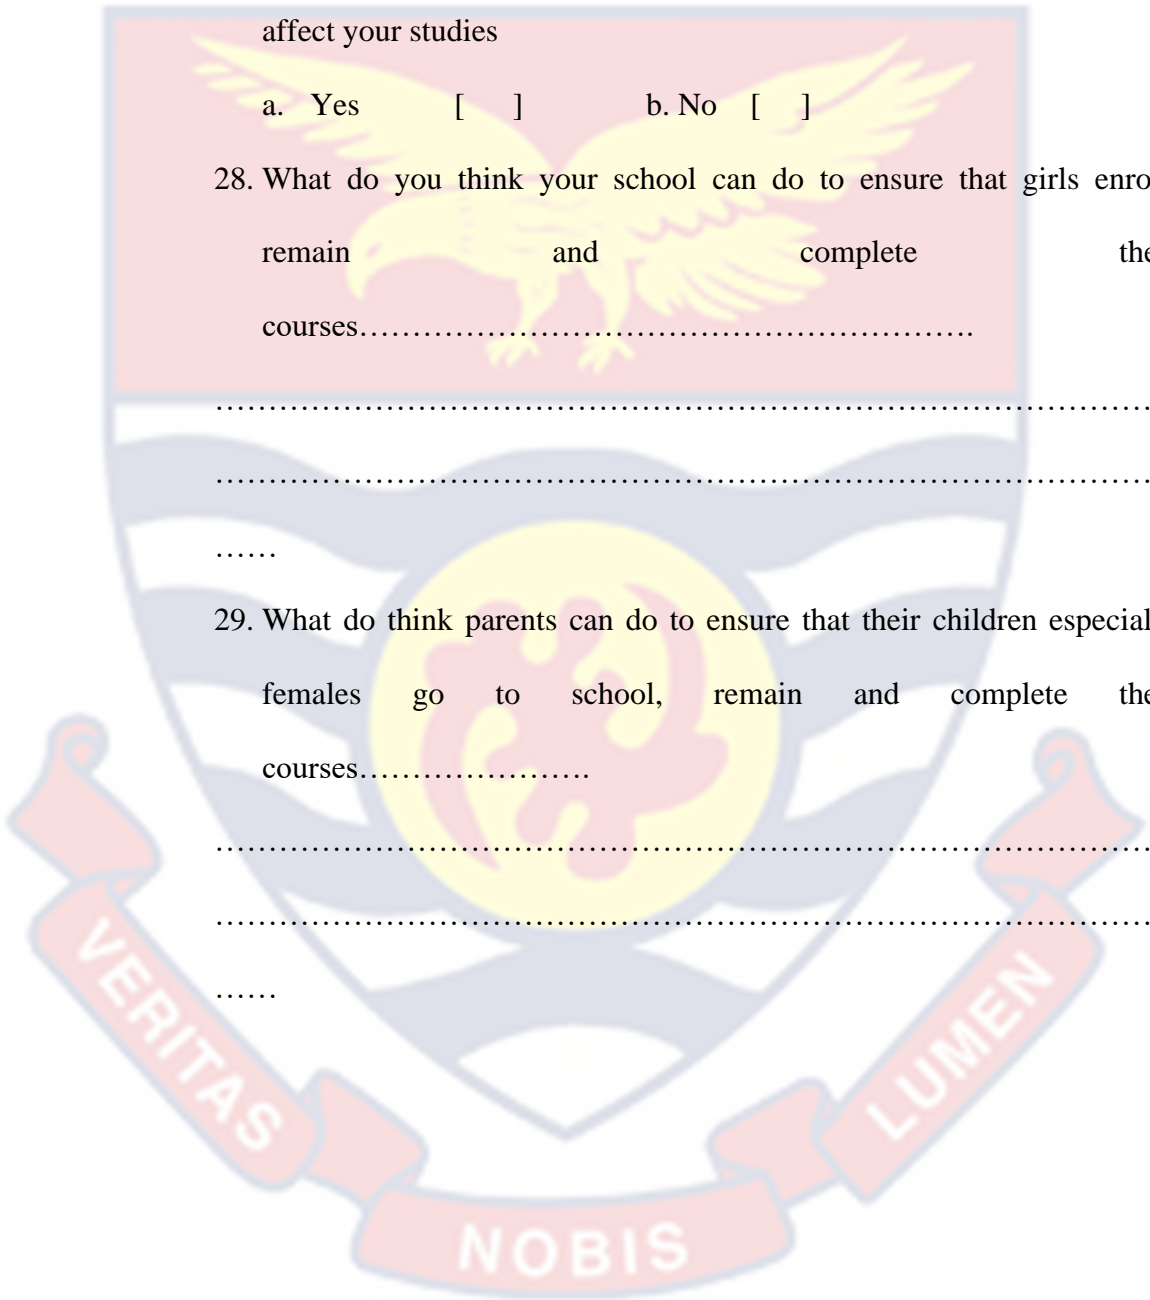 affect your studies
a. Yes [ ] b. No [ ]
28. What do you think your school can do to ensure that girls enro
remain and complete the
courses……………………………………………….
…………………………………………………………………………
…………………………………………………………………………
……
29. What do think parents can do to ensure that their children especial
females go to school, remain and complete the
courses………………….
…………………………………………………………………………
…………………………………………………………………………
……
VERITAS
NOBIS
LUMEN